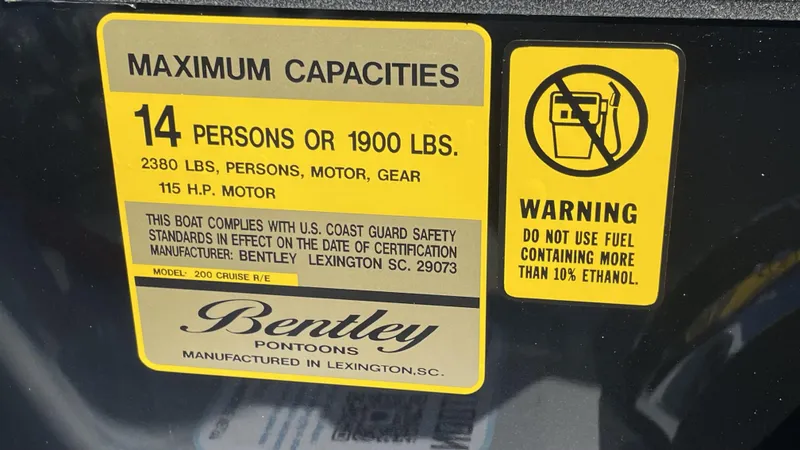 MAXIMUM CAPACITIES
14 PERSONS OR 1900 LBS.
2380 LBS, PERSONS, MOTOR, GEAR
115 H.P. MOTOR
THIS BOAT COMPLIES WITH U.S. COAST GUARD SAFETY
STANDARDS IN EFFECT ON THE DATE OF CERTIFICATION
MANUFACTURER: BENTLEY LEXINGTON SC. 29073
MODEL: 200 CRUISE R/E
Bentley
PONTOONS
MANUFACTURED IN LEXINGTON,SC.
WARNING
DO NOT USE FUEL
CONTAINING MORE
THAN 10% ETHANOL.